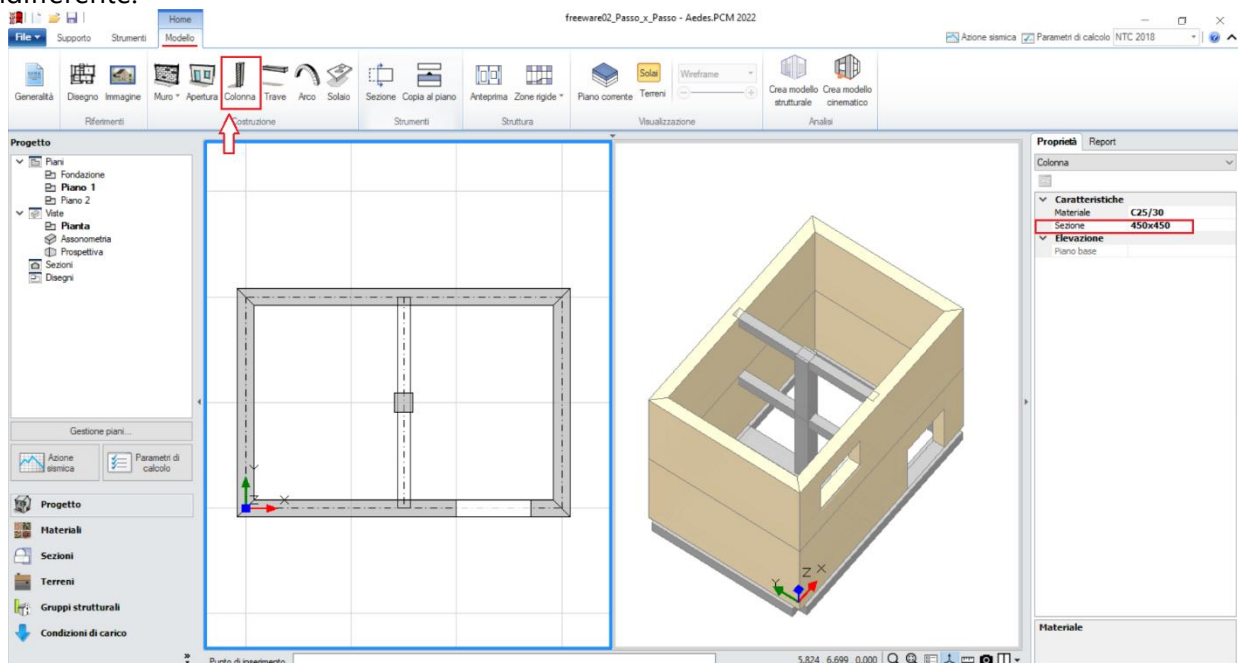 indifferente.
Home
freeware02_Passo_x_Passo - Aedes.PCM 2022
File Supporto Strumenti Modello
Azione sismica Parametri di calcolo NTC 2018
Generalità Disegno Immagine Muro Apertura Colonna Trave Arco Solaio Sezione Copia al piano Anteprima Zone rigide Piano corrente Solai Terreni Wireframe Crea modello strutturale Crea modello cinematico
Riferimenti Costruzione Strumenti Struttura Visualizzazione Analisi
Progetto
Piani
Fondazione
Piano 1
Piano 2
Viste
Pianta
Assonometria
Prospettiva
Sezioni
Disegni
Gestione piani...
Azione sismica
Parametri di calcolo
Progetto
Materiali
Sezioni
Terreni
Gruppi strutturali
Condizioni di carico
Y
Z X
Z X
Y
Proprietà Report
Colonna
Caratteristiche
Materiale C25/30
Sezione 450x450
Elevazione
Piano base
Materiale
Punto di inserimento
5.824 6.699 0.000